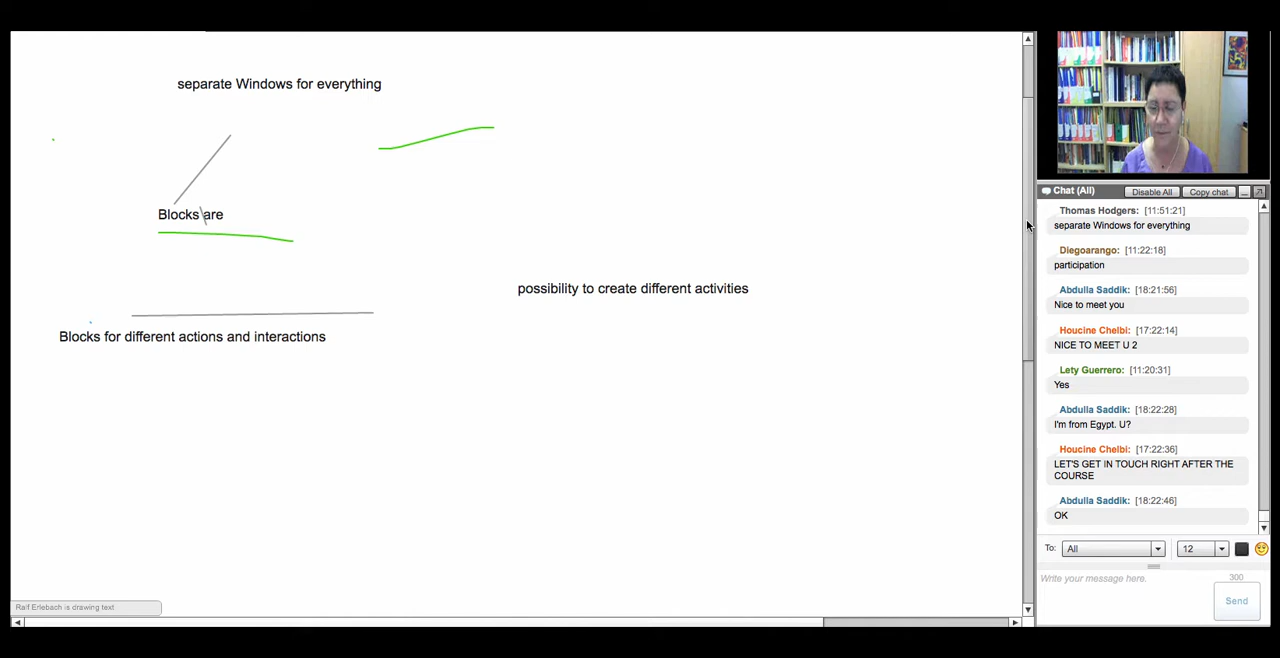 separate Windows for everything
Blocks are
possibility to create different activities
Blocks for different actions and interactions
Ralf Erlebach is drawing text
Chat (All)
Disable All
Copy chat
Thomas Hodgers: [11:51:21]
separate Windows for everything
Diegoarango: [11:22:18]
participation
Abdulla Saddik: [18:21:56]
Nice to meet you
Houcine Chelbi: [17:22:14]
NICE TO MEET U 2
Lety Guerrero: [11:20:31]
Yes
Abdulla Saddik: [18:22:28]
I'm from Egypt. U?
Houcine Chelbi: [17:22:36]
LET'S GET IN TOUCH RIGHT AFTER THE
COURSE
Abdulla Saddik: [18:22:46]
OK
To:
All
12
Write your message here.
300
Send